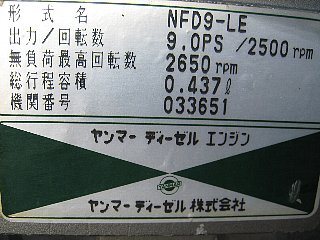 形式名 NFD9-LE
出力/回転数 9.0PS /2500 rpm
無負荷最高回転数 2650 rpm
総行程容積 0.437ℓ
機関番号 033651
ヤンマー ディーゼル エンジン
ヤンマー ディーゼル 株式会社